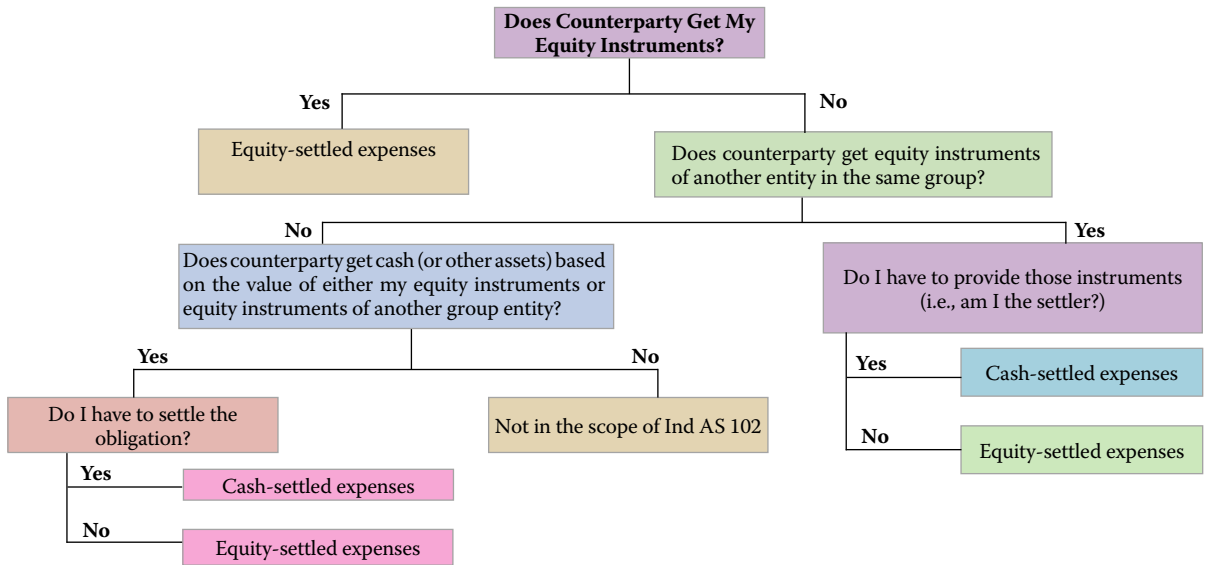 Does Counterparty Get My
Equity Instruments?
Yes
No
Equity-settled expenses
Does counterparty get equity instruments
of another entity in the same group?
No
Yes
Does counterparty get cash (or other assets) based
on the value of either my equity instruments or
equity instruments of another group entity?
Do I have to provide those instruments
(i.e., am I the settler?)
Yes
No
Yes
Cash-settled expenses
Do I have to settle the
obligation?
Not in the scope of Ind AS 102
No
Equity-settled expenses
Yes
Cash-settled expenses
No
Equity-settled expenses